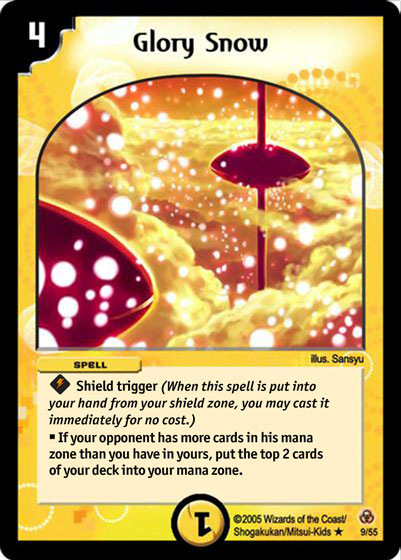 4
Glory Snow
illus. Sansyu
SPELL
Shield trigger (When this spell is put into
your hand from your shield zone, you may cast it
immediately for no cost.)
▪ If your opponent has more cards in his mana
zone than you have in yours, put the top 2 cards
of your deck into your mana zone.
1
©2005 Wizards of the Coast/
Shogakukan/Mitsui-Kids ★ 9/55